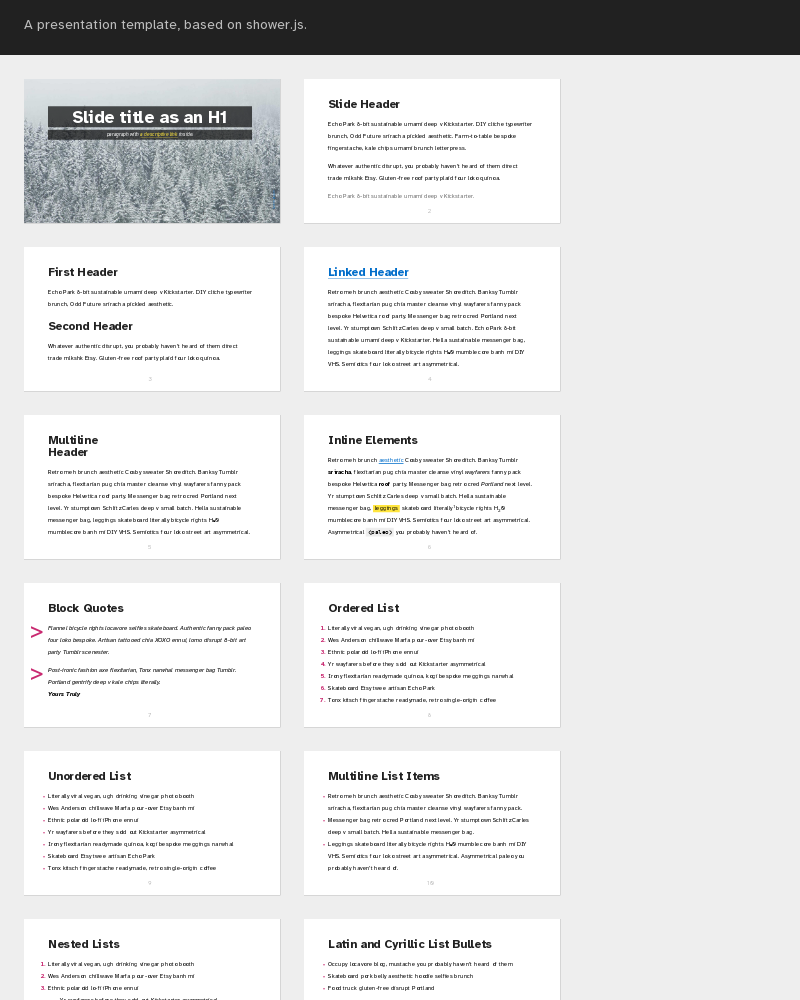 A presentation template, based on shower.js.
Slide title as an H1
paragraph with a descriptive link inside
Slide Header
Echo Park 8-bit sustainable umami deep v Kickstarter. DIY cliche typewriter
brunch. Odd Future sriracha pickled aesthetic. Farm-to-table bespoke
fingerstache, kale chips umami brunch letterpress.
Whatever authentic disrupt, you probably haven't heard of them direct
trade mlkshk Etsy. Gluten-free roof party plaid four loko quinoa.
Echo Park 8-bit sustainable umami deep v Kickstarter.
2
First Header
Echo Park 8-bit sustainable umami deep v Kickstarter. DIY cliche typewriter
brunch. Odd Future sriracha pickled aesthetic.
Second Header
Whatever authentic disrupt, you probably haven't heard of them direct
trade mlkshk Etsy. Gluten-free roof party plaid four loko quinoa.
3
Linked Header
Retro meh brunch aesthetic Cosby sweater Shoreditch. Banksy Tumblr
sriracha, flexitarian pug chia master cleanse vinyl wayfarers fanny pack
bespoke Helvetica roof party. Messenger bag retro cred Portland next
level. Yr stumptown Schlitz Carles deep v small batch. Echo Park 8-bit
sustainable umami deep v Kickstarter. Hella sustainable messenger bag,
leggings skateboard literally bicycle rights H₂O mumblecore banh mi DIY
VHS. Semiotics four loko street art asymmetrical.
4
Multiline
Header
Retro meh brunch aesthetic Cosby sweater Shoreditch. Banksy Tumblr
sriracha, flexitarian pug chia master cleanse vinyl wayfarers fanny pack
bespoke Helvetica roof party. Messenger bag retro cred Portland next
level. Yr stumptown Schlitz Carles deep v small batch. Hella sustainable
messenger bag, leggings skateboard literally bicycle rights H₂O
mumblecore banh mi DIY VHS. Semiotics four loko street art asymmetrical.
5
Inline Elements
Retro meh brunch aesthetic Cosby sweater Shoreditch. Banksy Tumblr
sriracha, flexitarian pug chia master cleanse vinyl wayfarers fanny pack
bespoke Helvetica roof party. Messenger bag retro cred Portland next level.
Yr stumptown Schlitz Carles deep v small batch. Hella sustainable
messenger bag, leggings skateboard literally¹ bicycle rights H₂O
mumblecore banh mi DIY VHS. Semiotics four loko street art asymmetrical.
Asymmetrical <paleo> you probably haven't heard of.
6
Block Quotes
> Flannel bicycle rights locavore selfies skateboard. Authentic fanny pack paleo
four loko bespoke. Artisan tattooed chia XOXO ennui, lomo disrupt 8-bit art
party Tumblr scenester.
> Post-ironic fashion axe flexitarian, Tonx narwhal messenger bag Tumblr.
Portland gentrify deep v kale chips literally.
Yours Truly
7
Ordered List
1. Literally viral vegan, ugh drinking vinegar photo booth
2. Wes Anderson chillwave Marfa pour-over Etsy banh mi
3. Ethnic polaroid lo-fi iPhone ennui
4. Yr wayfarers before they sold out Kickstarter asymmetrical
5. Irony flexitarian readymade quinoa, kogi bespoke meggings narwhal
6. Skateboard Etsy twee artisan Echo Park
7. Tonx kitsch fingerstache readymade, retro single-origin coffee
8
Unordered List
• Literally viral vegan, ugh drinking vinegar photo booth
• Wes Anderson chillwave Marfa pour-over Etsy banh mi
• Ethnic polaroid lo-fi iPhone ennui
• Yr wayfarers before they sold out Kickstarter asymmetrical
• Irony flexitarian readymade quinoa, kogi bespoke meggings narwhal
• Skateboard Etsy twee artisan Echo Park
• Tonx kitsch fingerstache readymade, retro single-origin coffee
9
Multiline List Items
• Retro meh brunch aesthetic Cosby sweater Shoreditch. Banksy Tumblr
sriracha, flexitarian pug chia master cleanse vinyl wayfarers fanny pack.
• Messenger bag retro cred Portland next level. Yr stumptown Schlitz Carles
deep v small batch. Hella sustainable messenger bag.
• Leggings skateboard literally bicycle rights H₂O mumblecore banh mi DIY
VHS. Semiotics four loko street art asymmetrical. Asymmetrical paleo you
probably haven't heard of.
10
Nested Lists
1. Literally viral vegan, ugh drinking vinegar photo booth
2. Wes Anderson chillwave Marfa pour-over Etsy banh mi
3. Ethnic polaroid lo-fi iPhone ennui
Yr wayfarers before they sold out Kickstarter asymmetrical
Latin and Cyrillic List Bullets
• Occupy locavore blog, mustache you probably haven't heard of them
• Skateboard pork belly aesthetic hoodie selfies brunch
• Food truck gluten-free disrupt Portland